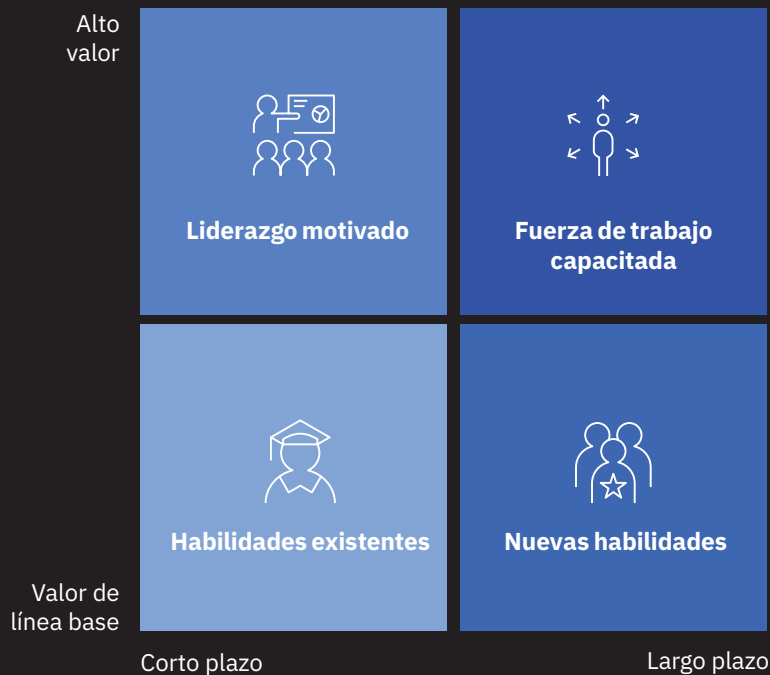 Alto
valor
Liderazgo motivado
Fuerza de trabajo
capacitada
Habilidades existentes
Nuevas habilidades
Valor de
línea base
Corto plazo
Largo plazo